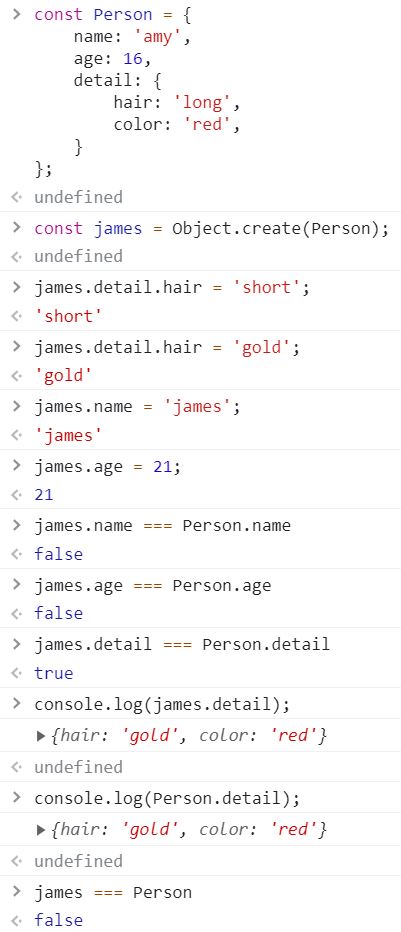 > const Person = {
    name: 'amy',
    age: 16,
    detail: {
        hair: 'long',
        color: 'red',
    }
};
undefined
> const james = Object.create(Person);
undefined
> james.detail.hair = 'short';
'short'
> james.detail.hair = 'gold';
'gold'
> james.name = 'james';
'james'
> james.age = 21;
21
> james.name === Person.name
false
> james.age === Person.age
false
> james.detail === Person.detail
true
> console.log(james.detail);
▶{hair: 'gold', color: 'red'}
undefined
> console.log(Person.detail);
▶{hair: 'gold', color: 'red'}
undefined
> james === Person
false